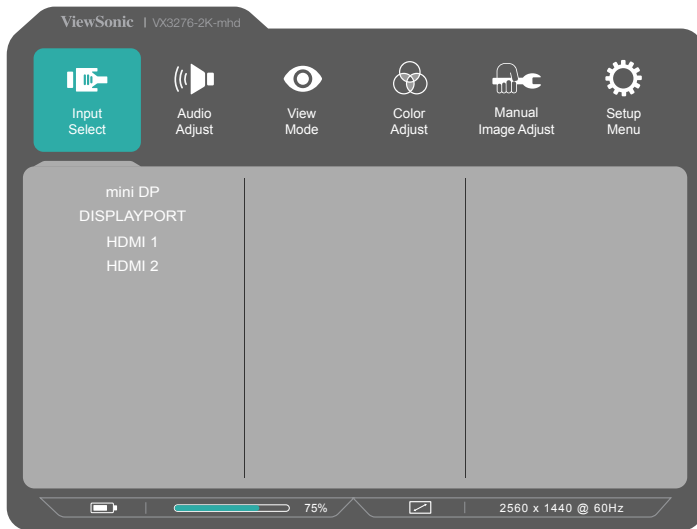 ViewSonic | VX3276-2K-mhd
Input
Select
Audio
Adjust
View
Mode
Color
Adjust
Manual
Image Adjust
Setup
Menu
mini DP
DISPLAYPORT
HDMI 1
HDMI 2
75%
2560 x 1440 @ 60Hz